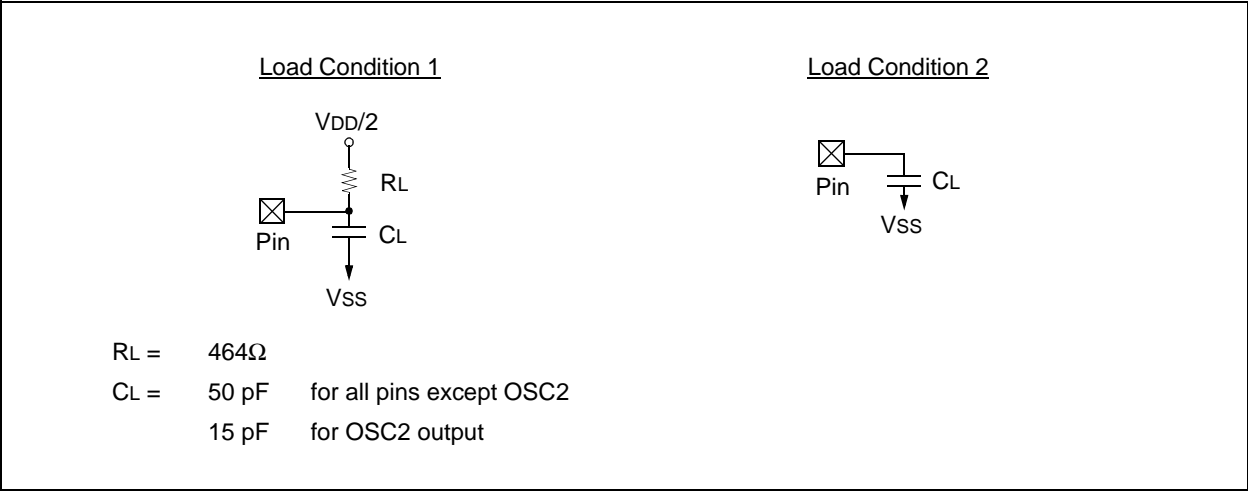 Load Condition 1
VDD/2
RL
Pin
CL
VSS
Load Condition 2
Pin
CL
VSS
RL = 464Ω
CL = 50 pF for all pins except OSC2
15 pF for OSC2 output